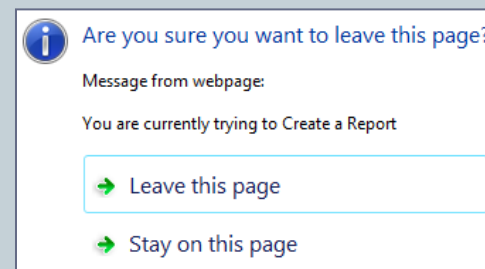 Are you sure you want to leave this page?
Message from webpage:
You are currently trying to Create a Report
Leave this page
Stay on this page